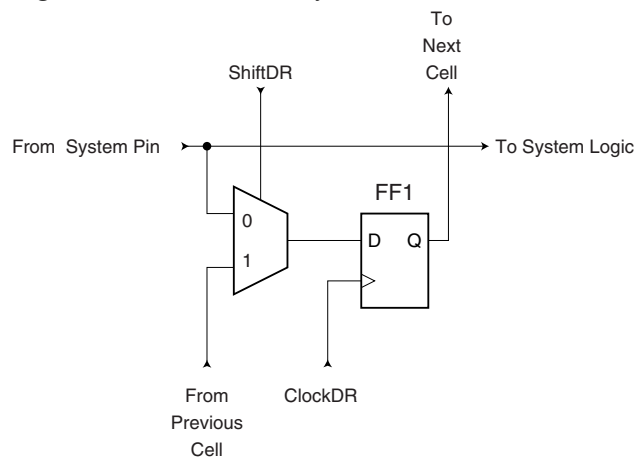 To
Next
Cell
ShiftDR
From System Pin
To System Logic
FF1
0
D Q
1
From
Previous
Cell
ClockDR